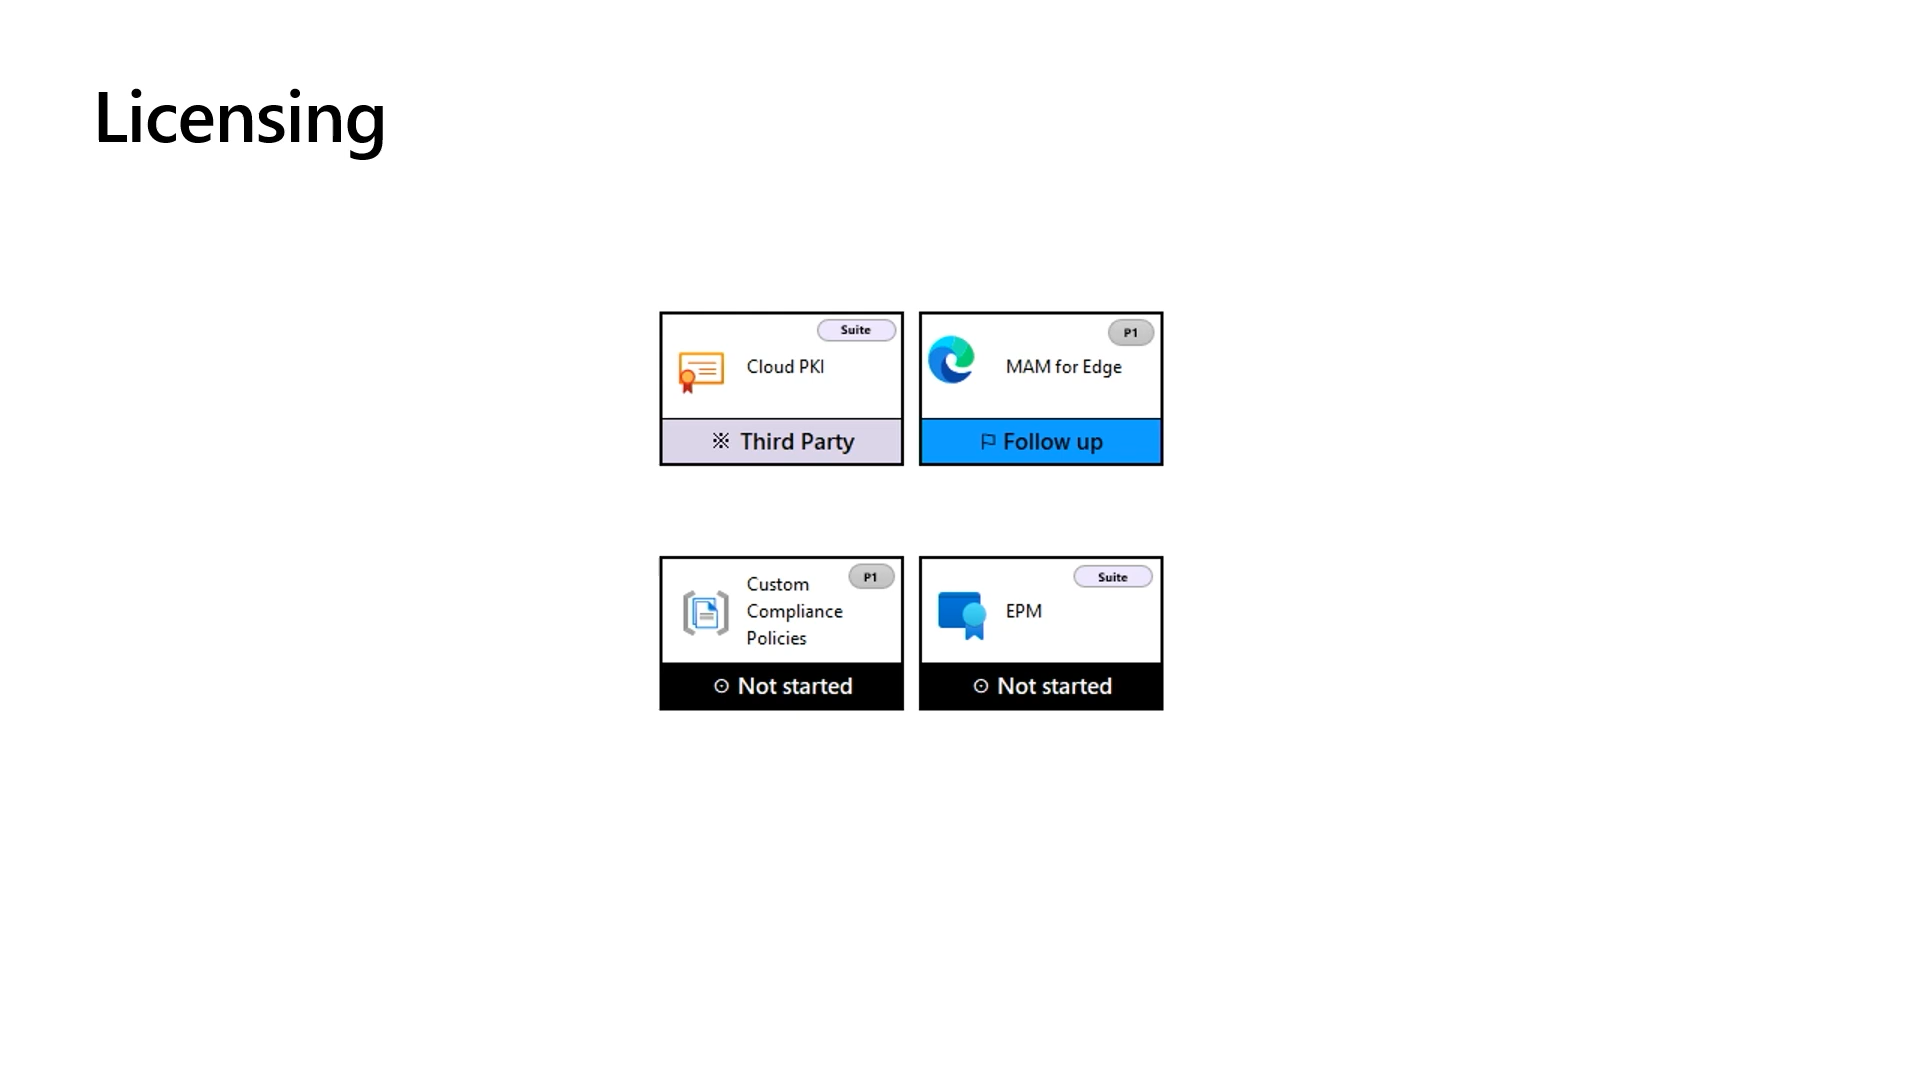 Licensing
Suite
Cloud PKI
※ Third Party
P1
MAM for Edge
⚐ Follow up
P1
Custom
Compliance
Policies
⊙ Not started
Suite
EPM
⊙ Not started